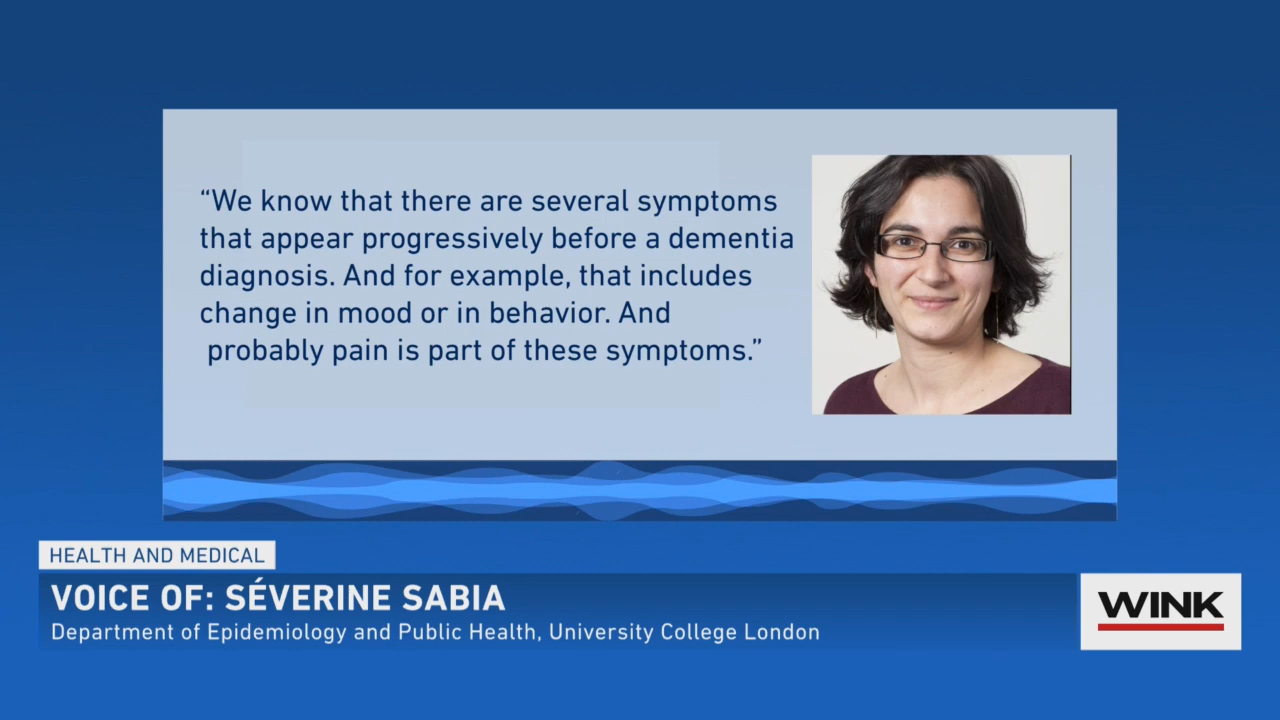 “We know that there are several symptoms
that appear progressively before a dementia
diagnosis. And for example, that includes
change in mood or in behavior. And
probably pain is part of these symptoms.”
HEALTH AND MEDICAL
VOICE OF: SÉVERINE SABIA
Department of Epidemiology and Public Health, University College London
WINK